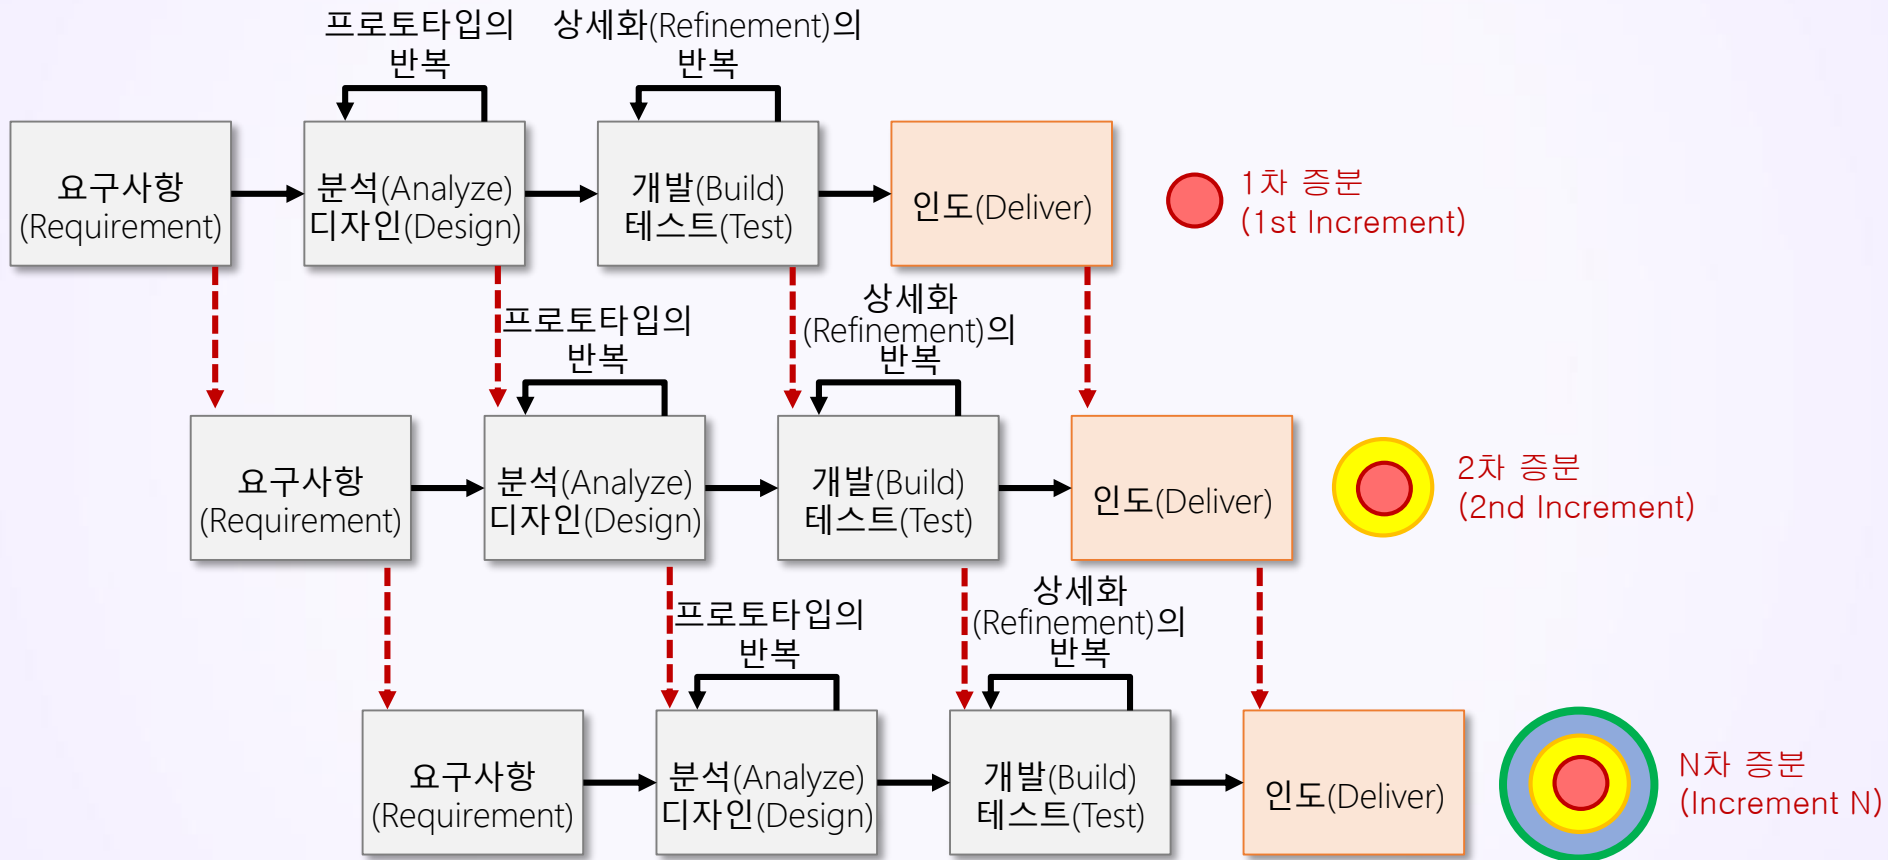 프로토타입의
반복
상세화(Refinement)의
반복
요구사항
(Requirement)
분석(Analyze)
디자인(Design)
개발(Build)
테스트(Test)
인도(Deliver)
1차 증분
(1st Increment)
프로토타입의
반복
상세화
(Refinement)의
반복
요구사항
(Requirement)
분석(Analyze)
디자인(Design)
개발(Build)
테스트(Test)
인도(Deliver)
2차 증분
(2nd Increment)
프로토타입의
반복
상세화
(Refinement)의
반복
요구사항
(Requirement)
분석(Analyze)
디자인(Design)
개발(Build)
테스트(Test)
인도(Deliver)
N차 증분
(Increment N)